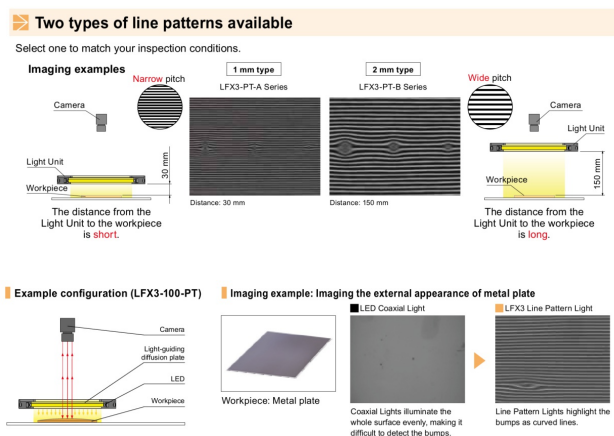 Two types of line patterns available
Select one to match your inspection conditions.
Imaging examples
Narrow pitch
Camera
Light Unit
Workpiece
30 mm
The distance from the
Light Unit to the workpiece
is short.
1 mm type
LFX3-PT-A Series
Distance: 30 mm
2 mm type
LFX3-PT-B Series
Distance: 150 mm
Wide pitch
Camera
Light Unit
Workpiece
150 mm
The distance from the
Light Unit to the workpiece
is long.
Example configuration (LFX3-100-PT)
Camera
Light-guiding
diffusion plate
LED
Workpiece
Imaging example: Imaging the external appearance of metal plate
Workpiece: Metal plate
LED Coaxial Light
Coaxial Lights illuminate the
whole surface evenly, making it
difficult to detect the bumps.
LFX3 Line Pattern Light
Line Pattern Lights highlight the
bumps as curved lines.